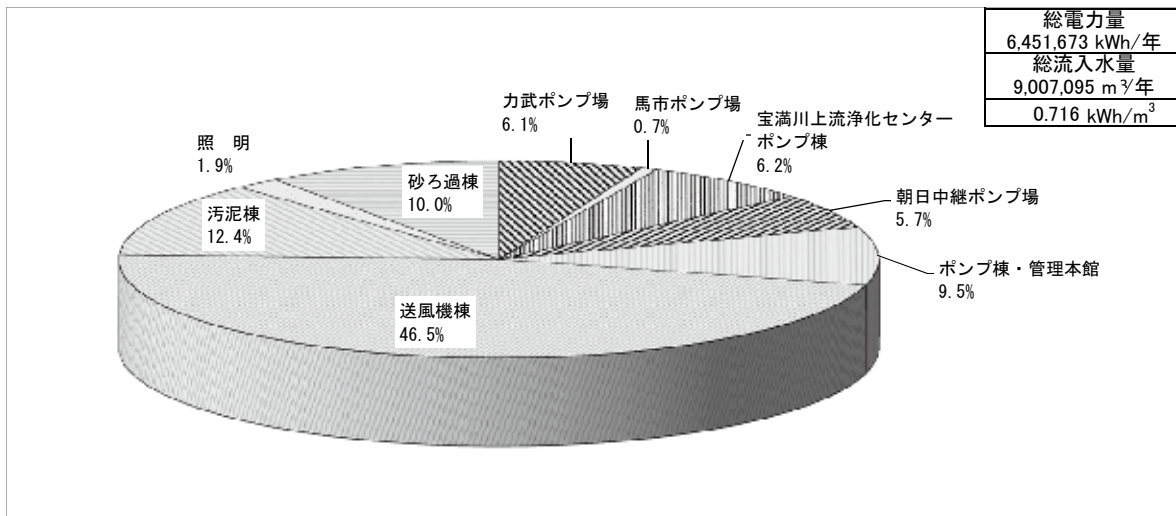 総電力量
6,451,673 kWh/年
総流入水量
9,007,095 m³/年
0.716 kWh/m³
力武ポンプ場
6.1%
馬市ポンプ場
0.7%
宝満川上流浄化センター
ポンプ棟
6.2%
朝日中継ポンプ場
5.7%
ポンプ棟・管理本館
9.5%
送風機棟
46.5%
汚泥棟
12.4%
照　明
1.9%
砂ろ過棟
10.0%